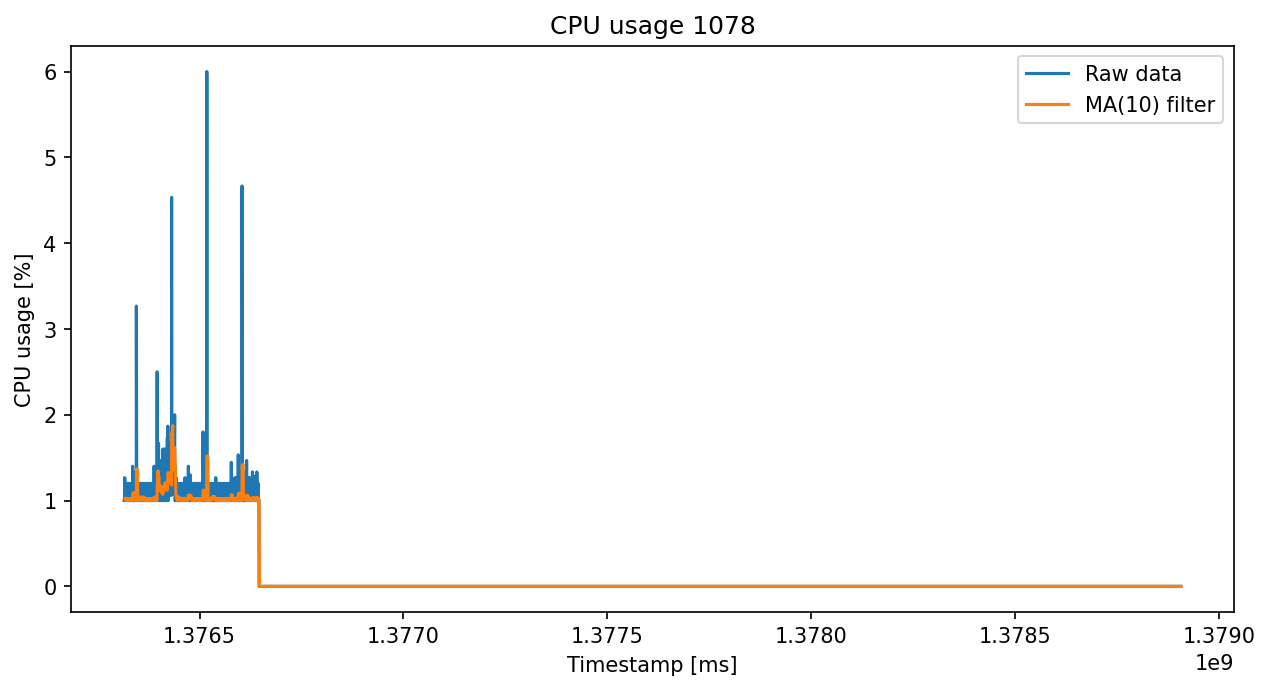 CPU usage 1078
Raw data
MA(10) filter
CPU usage [%]
6
5
4
3
2
1
0
1.3765 1.3770 1.3775 1.3780 1.3785 1.3790
1e9
Timestamp [ms]